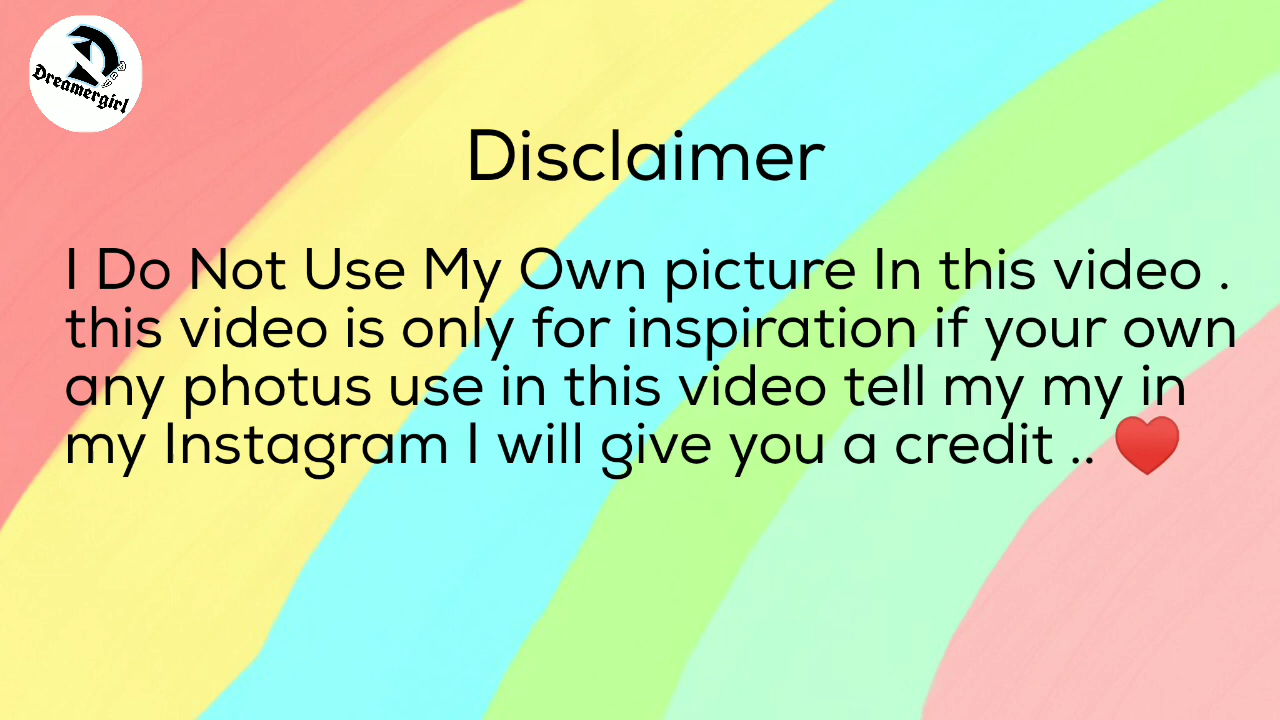 Dreamergirl
Disclaimer
I Do Not Use My Own picture In this video .
this video is only for inspiration if your own
any photus use in this video tell my my in
my Instagram I will give you a credit .. ❤️